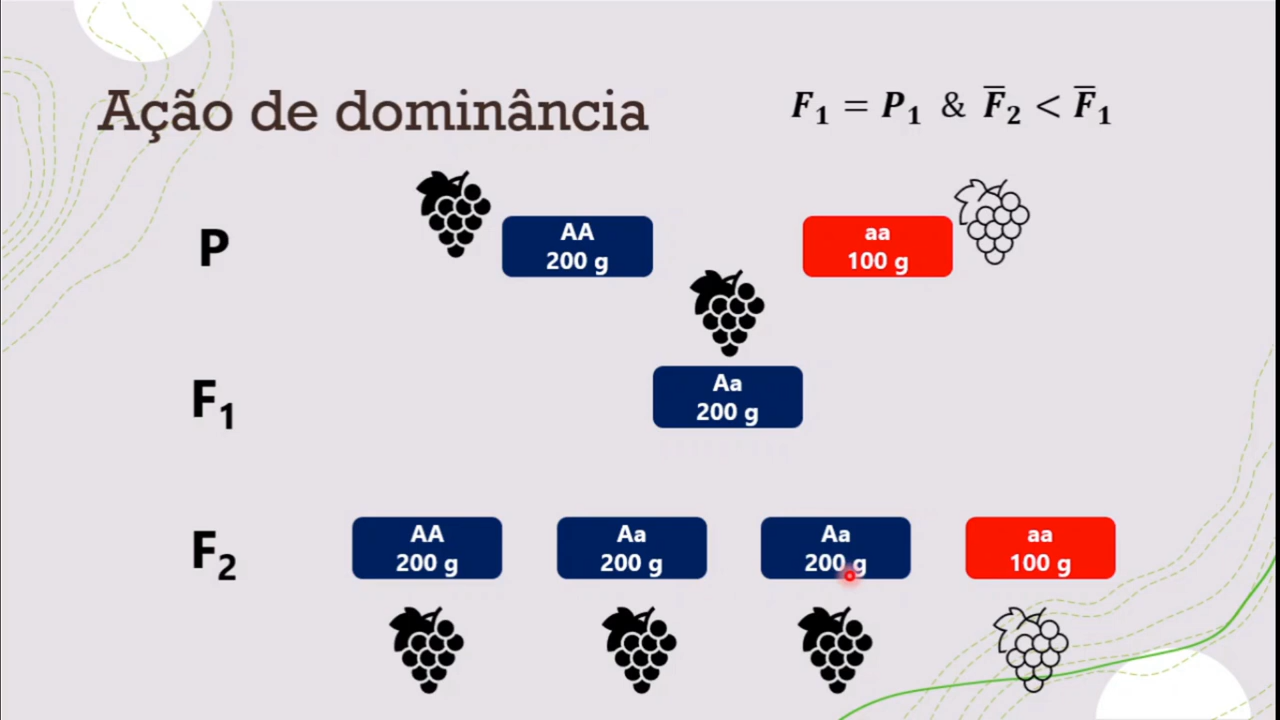 Ação de dominância
F₁ = P₁ & F̅₂ < F̅₁
P
AA
200 g
aa
100 g
F₁
Aa
200 g
F₂
AA
200 g
Aa
200 g
Aa
200 g
aa
100 g